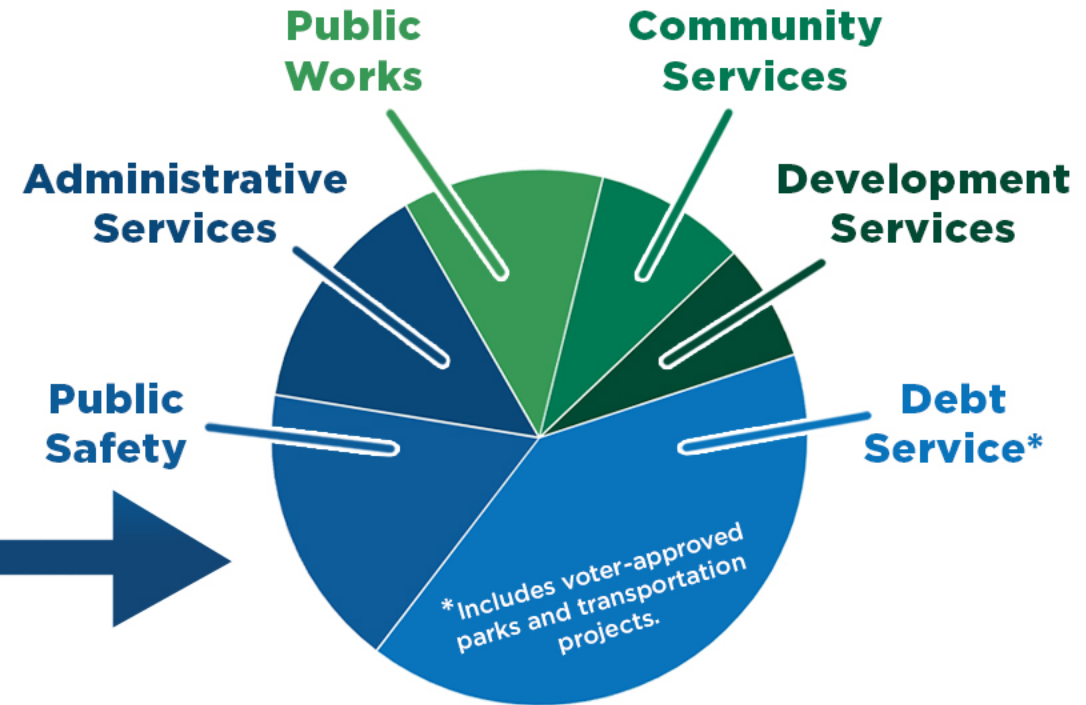 Public
Works
Community
Services
Administrative
Services
Development
Services
Public
Safety
Debt
Service*
*Includes voter-approved
parks and transportation
projects.